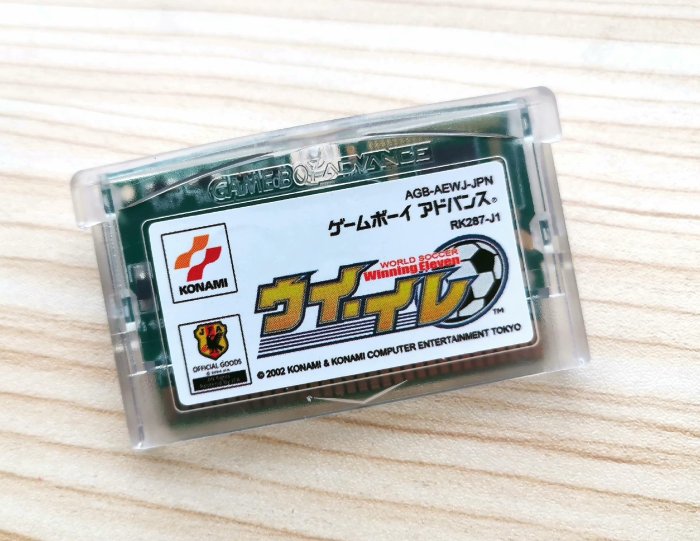 GAME BOY ADVANCE
AGB-AEWJ-JPN
ゲームボーイ アドバンス®
RK287-J1
KONAMI
WORLD SOCCER
Winning Eleven
ウイ・イレ
TM
JFA
OFFICIAL GOODS
© 2002 KONAMI & KONAMI COMPUTER ENTERTAINMENT TOKYO